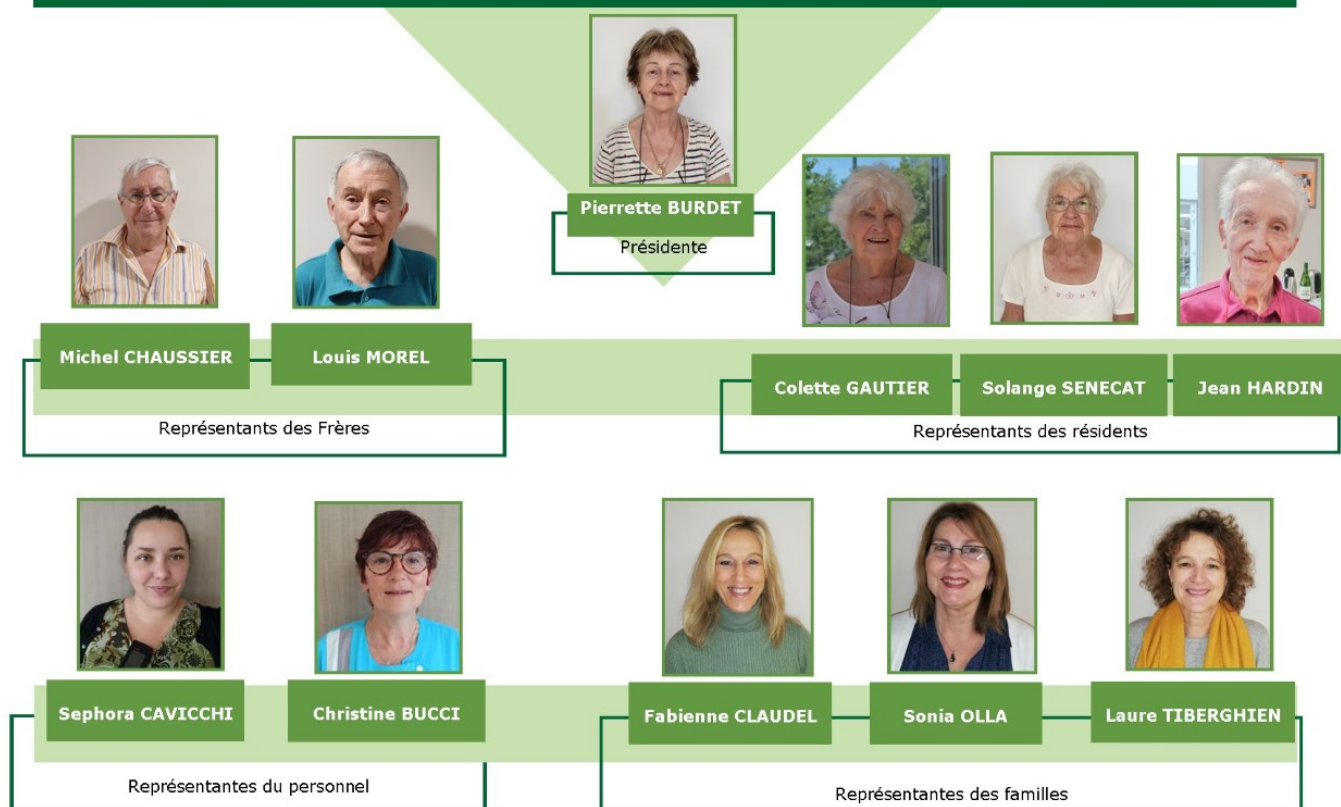 Pierrette BURDET
Présidente
Michel CHAUSSIER
Louis MOREL
Représentants des Frères
Colette GAUTIER
Solange SENECAT
Jean HARDIN
Représentants des résidents
Sephora CAVICCHI
Christine BUCCI
Représentantes du personnel
Fabienne CLAUDEL
Sonia OLLA
Laure TIBERGHIEN
Représentantes des familles